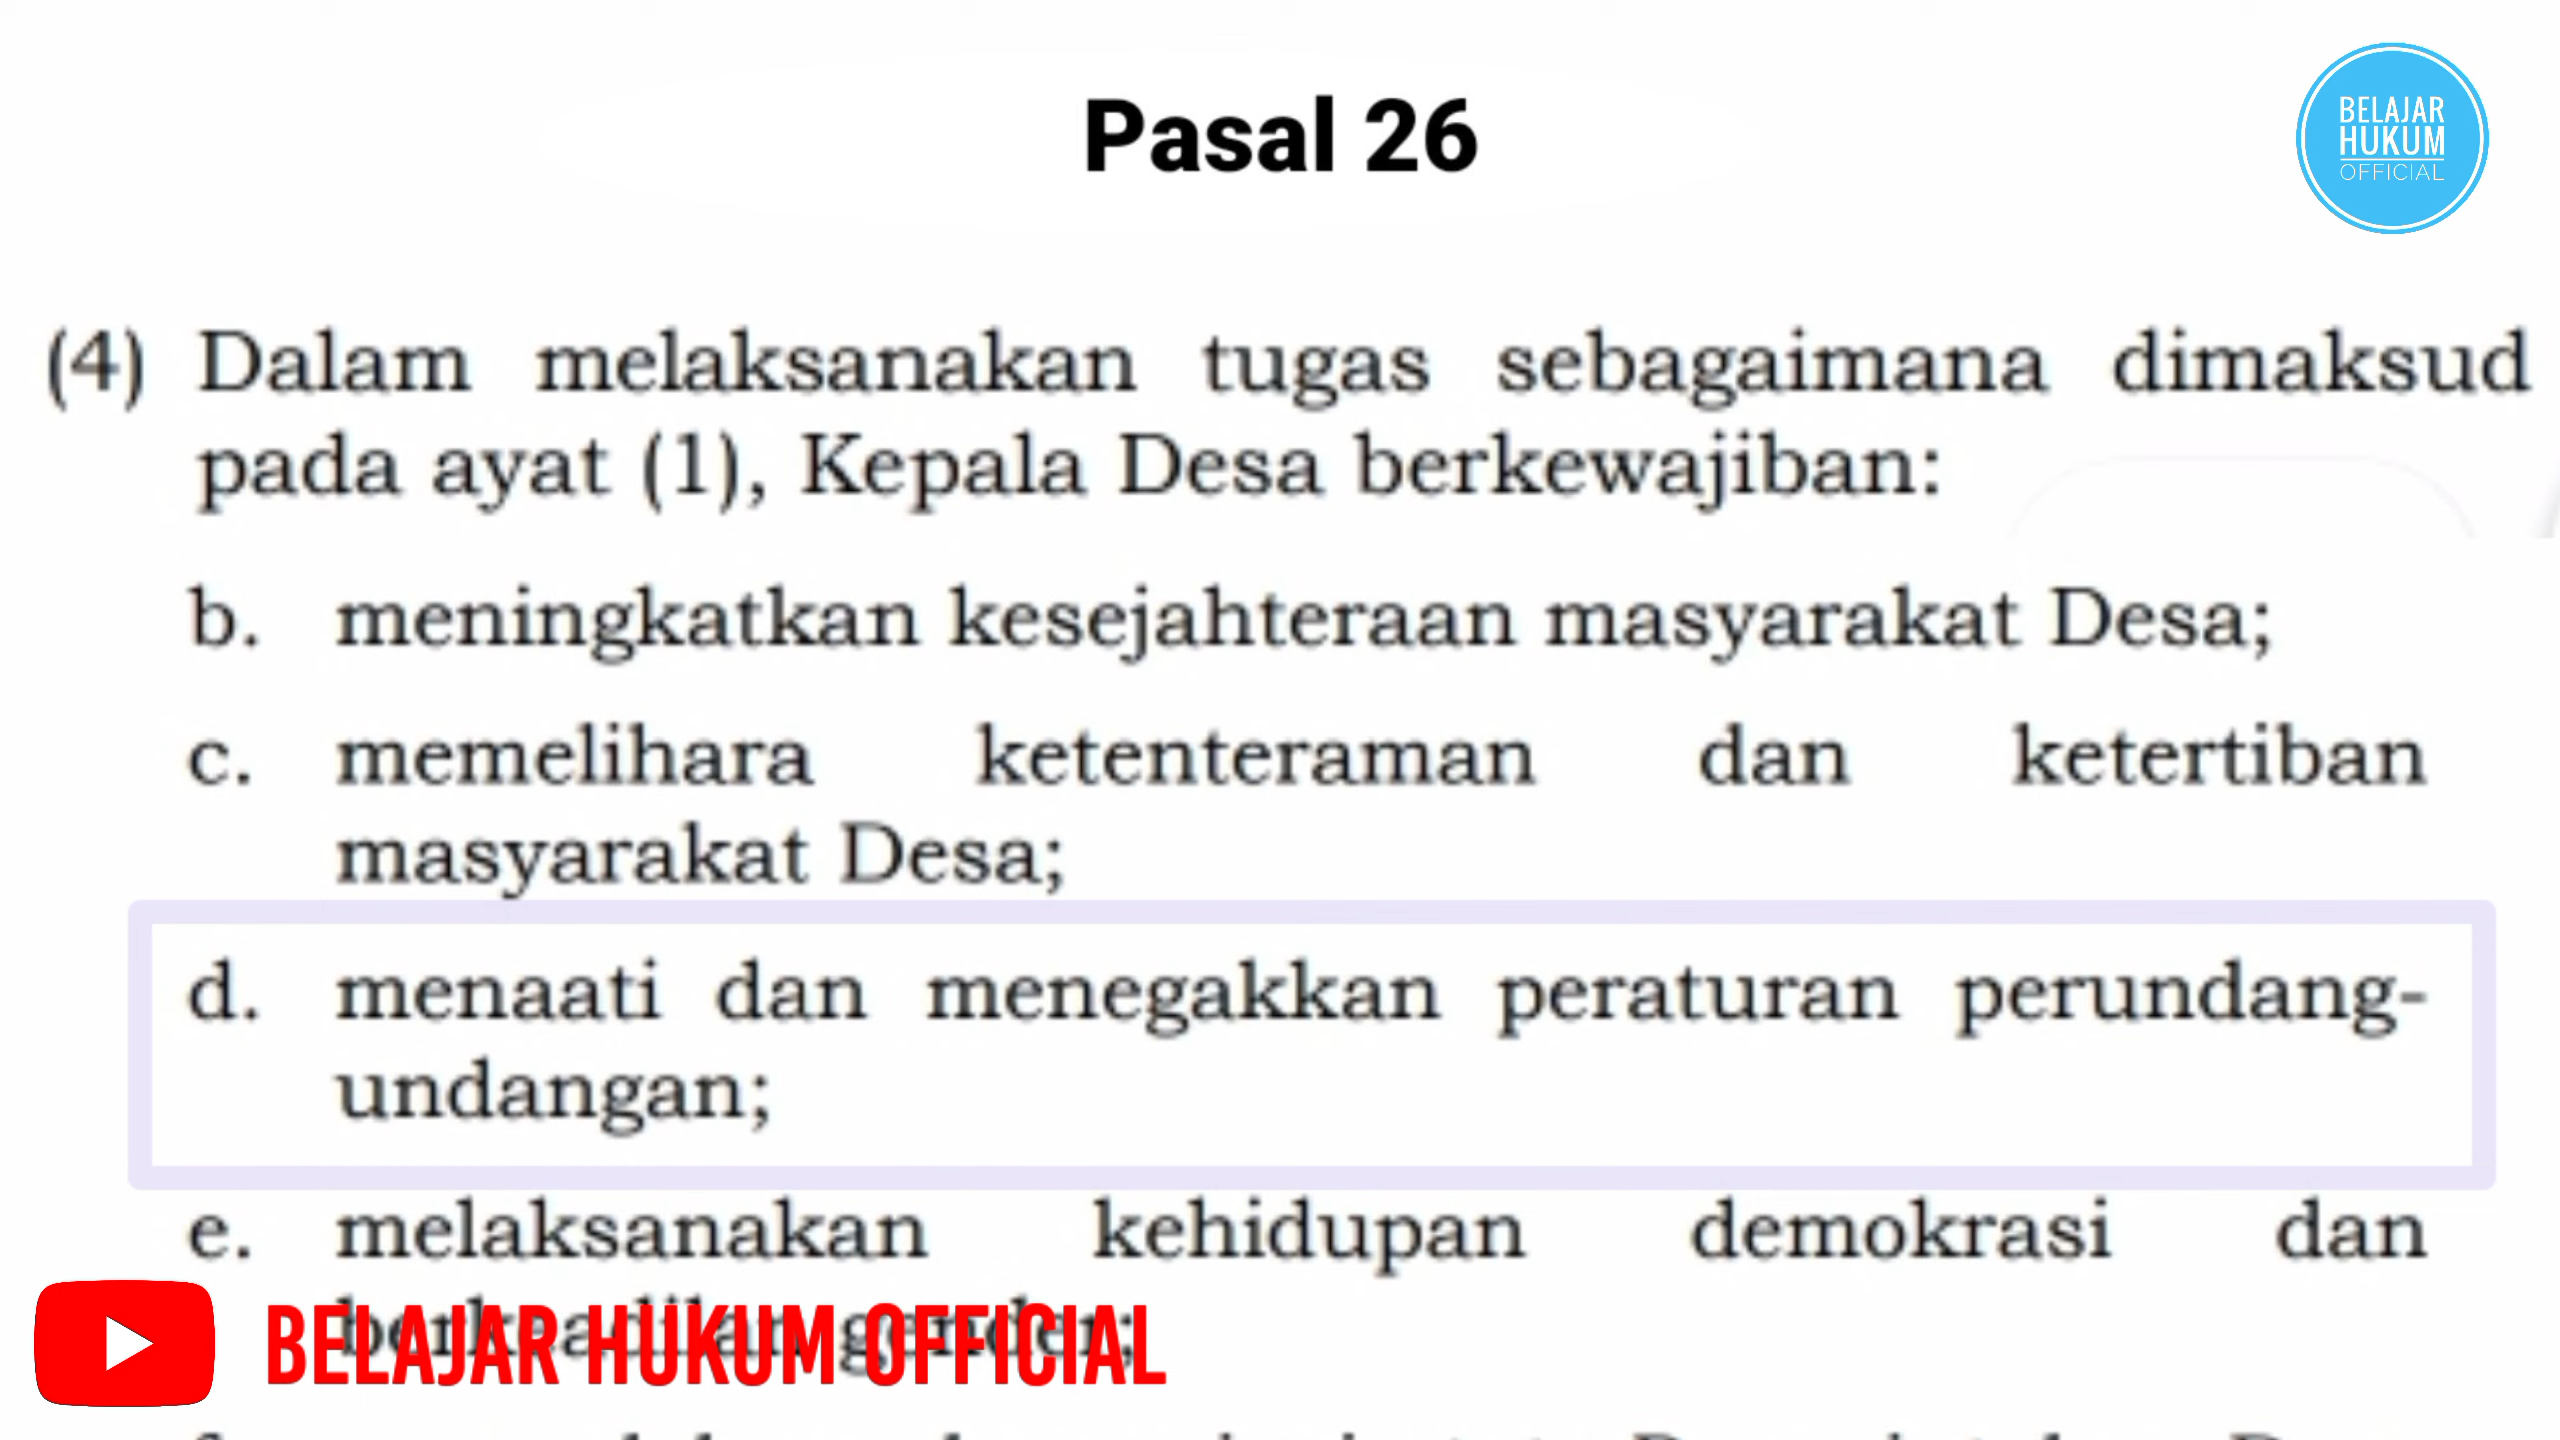 Pasal 26
BELAJAR
HUKUM
OFFICIAL
(4) Dalam melaksanakan tugas sebagaimana dimaksud
pada ayat (1), Kepala Desa berkewajiban:
b. meningkatkan kesejahteraan masyarakat Desa;
c. memelihara ketenteraman dan ketertiban
masyarakat Desa;
d. menaati dan menegakkan peraturan perundang-
undangan;
e. melaksanakan kehidupan demokrasi dan
berkeadilan gender;
BELAJAR HUKUM OFFICIAL